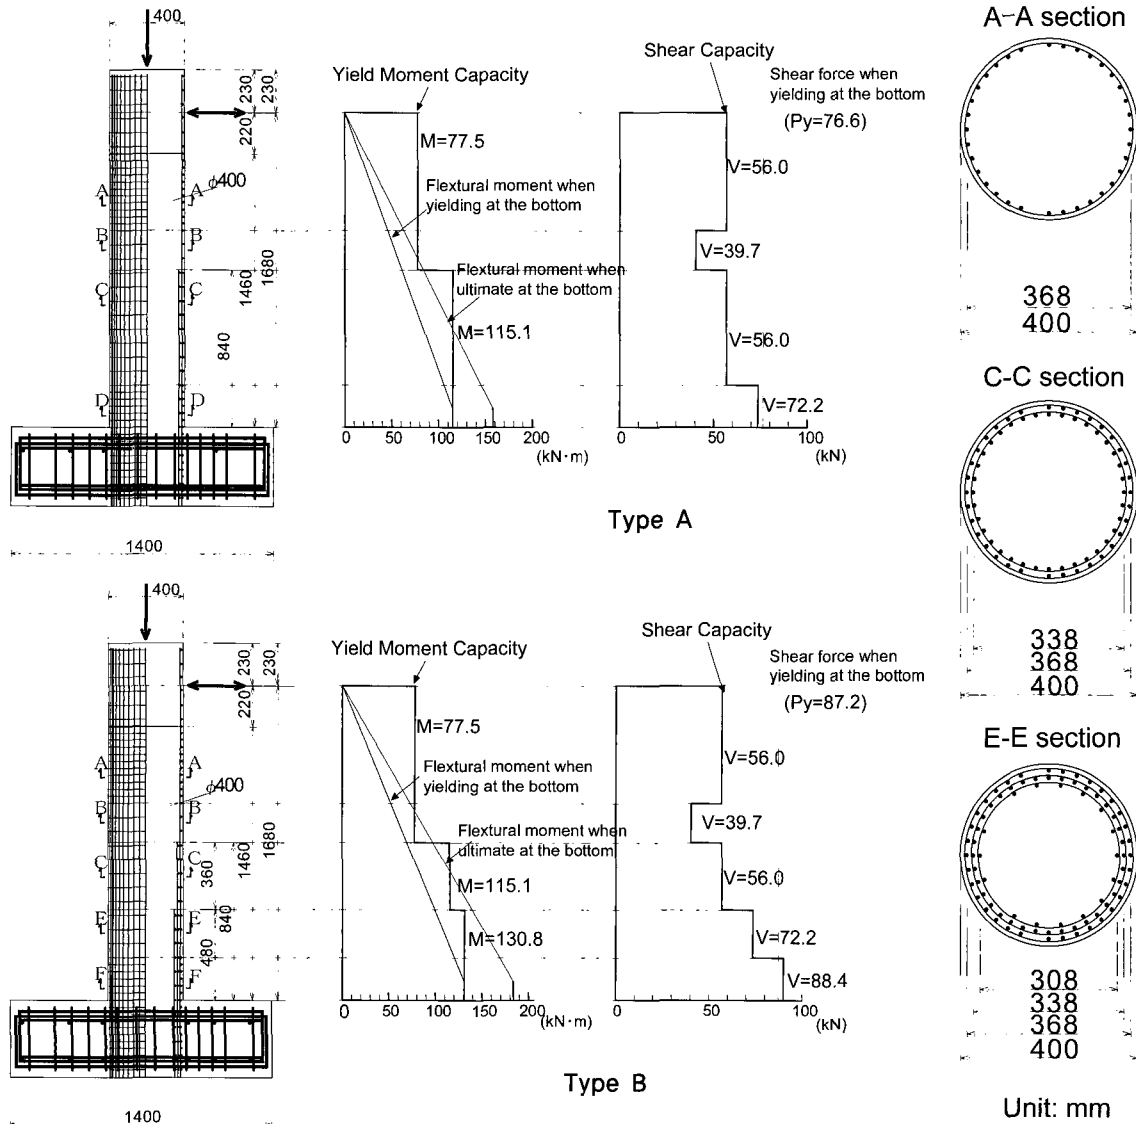 400
230
230
220
A
A
ϕ400
B
B
C
C
1460
1680
840
D
D
1400
Yield Moment Capacity
M=77.5
Flextural moment when
yielding at the bottom
Flextural moment when
ultimate at the bottom
M=115.1
0 50 100 150 200
(kN·m)
Shear Capacity
Shear force when
yielding at the bottom
(Py=76.6)
V=56.0
V=39.7
V=56.0
V=72.2
0 50 100
(kN)
Type A
400
230
230
220
A
A
ϕ400
B
B
C
C
360
1460
1680
840
E
E
480
F
F
1400
Yield Moment Capacity
M=77.5
Flextural moment when
yielding at the bottom
Flextural moment when
ultimate at the bottom
M=115.1
M=130.8
0 50 100 150 200
(kN·m)
Shear Capacity
Shear force when
yielding at the bottom
(Py=87.2)
V=56.0
V=39.7
V=56.0
V=72.2
V=88.4
0 50 100
(kN)
Type B
A-A section
368
400
C-C section
338
368
400
E-E section
308
338
368
400
Unit: mm